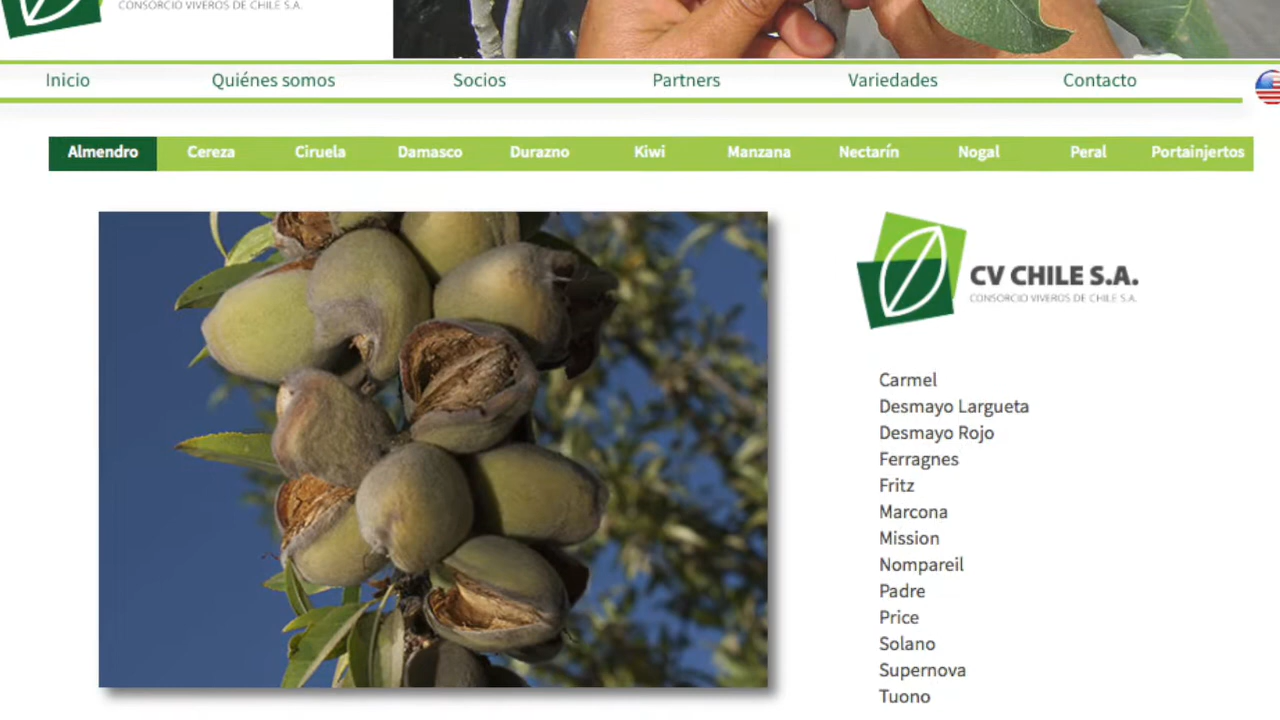 CONSORCIO VIVEROS DE CHILE S.A.
Inicio Quiénes somos Socios Partners Variedades Contacto
Almendro Cereza Ciruela Damasco Durazno Kiwi Manzana Nectarín Nogal Peral Portainjertos
CV CHILE S.A.
CONSORCIO VIVEROS DE CHILE S.A.
Carmel
Desmayo Largueta
Desmayo Rojo
Ferragnes
Fritz
Marcona
Mission
Nompareil
Padre
Price
Solano
Supernova
Tuono